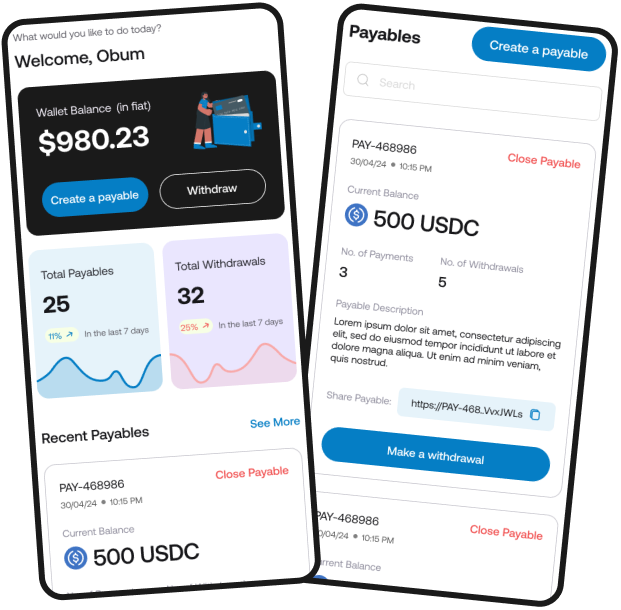 What would you like to do today?
Welcome, Obum
Wallet Balance (in fiat)
$980.23
Create a payable
Withdraw
Total Payables
25
11%
In the last 7 days
Total Withdrawals
32
25%
In the last 7 days
Recent Payables
See More
PAY-468986
30/04/24 • 10:15 PM
Close Payable
Current Balance
500 USDC
Payables
Create a payable
Search
PAY-468986
30/04/24 • 10:15 PM
Close Payable
Current Balance
500 USDC
No. of Payments
3
No. of Withdrawals
5
Payable Description
Lorem ipsum dolor sit amet, consectetur adipiscing
elit, sed do eiusmod tempor incididunt ut labore et
dolore magna aliqua. Ut enim ad minim veniam,
quis nostrud.
Share Payable:
https://PAY-468..VvxJWLs
Make a withdrawal
PAY-468986
/04/24 • 10:15 PM
Close Payable
Balance